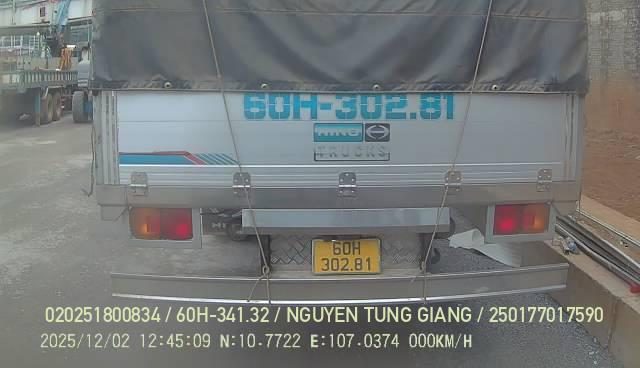 60H-302.81
HINO
TRUCKS
60H
302.81
020251800834 / 60H-341.32 / NGUYEN TUNG GIANG / 250177017590
2025/12/02 12:45:09 N:10.7722 E:107.0374 000KM/H